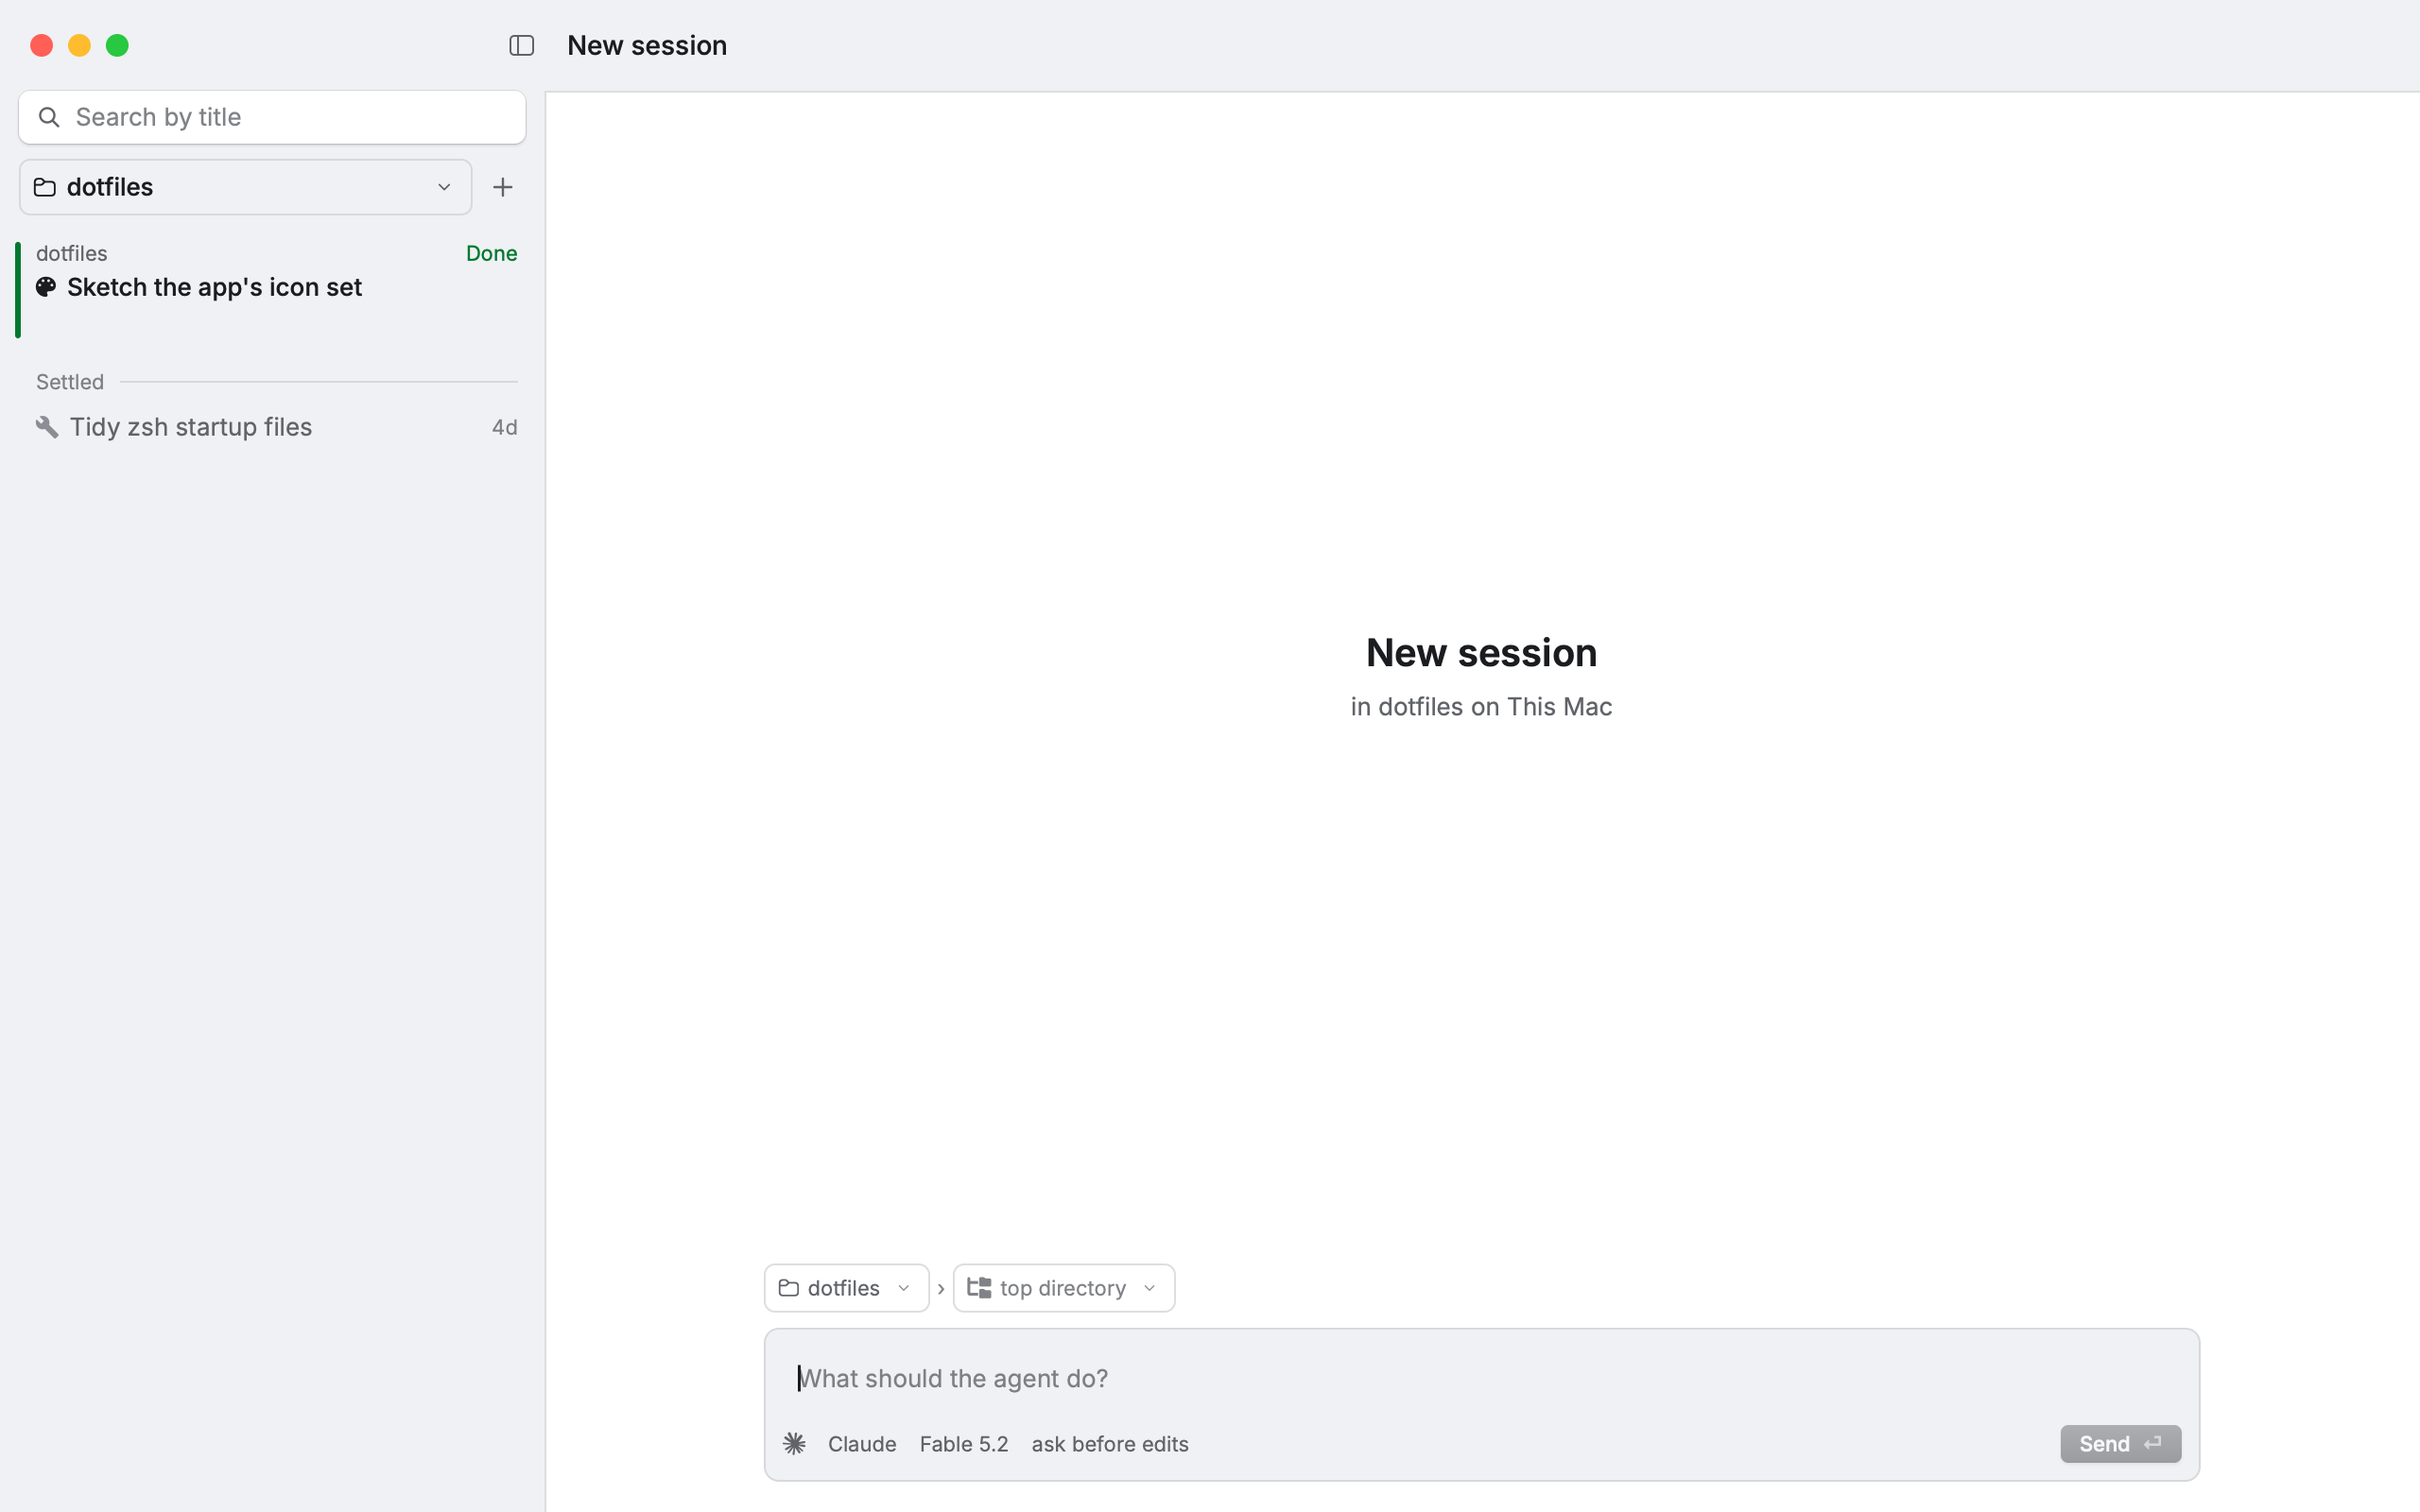 New session
Search by title
dotfiles
dotfiles Done
Sketch the app's icon set
Settled
Tidy zsh startup files 4d
New session
in dotfiles on This Mac
dotfiles › top directory
What should the agent do?
Claude Fable 5.2 ask before edits Send